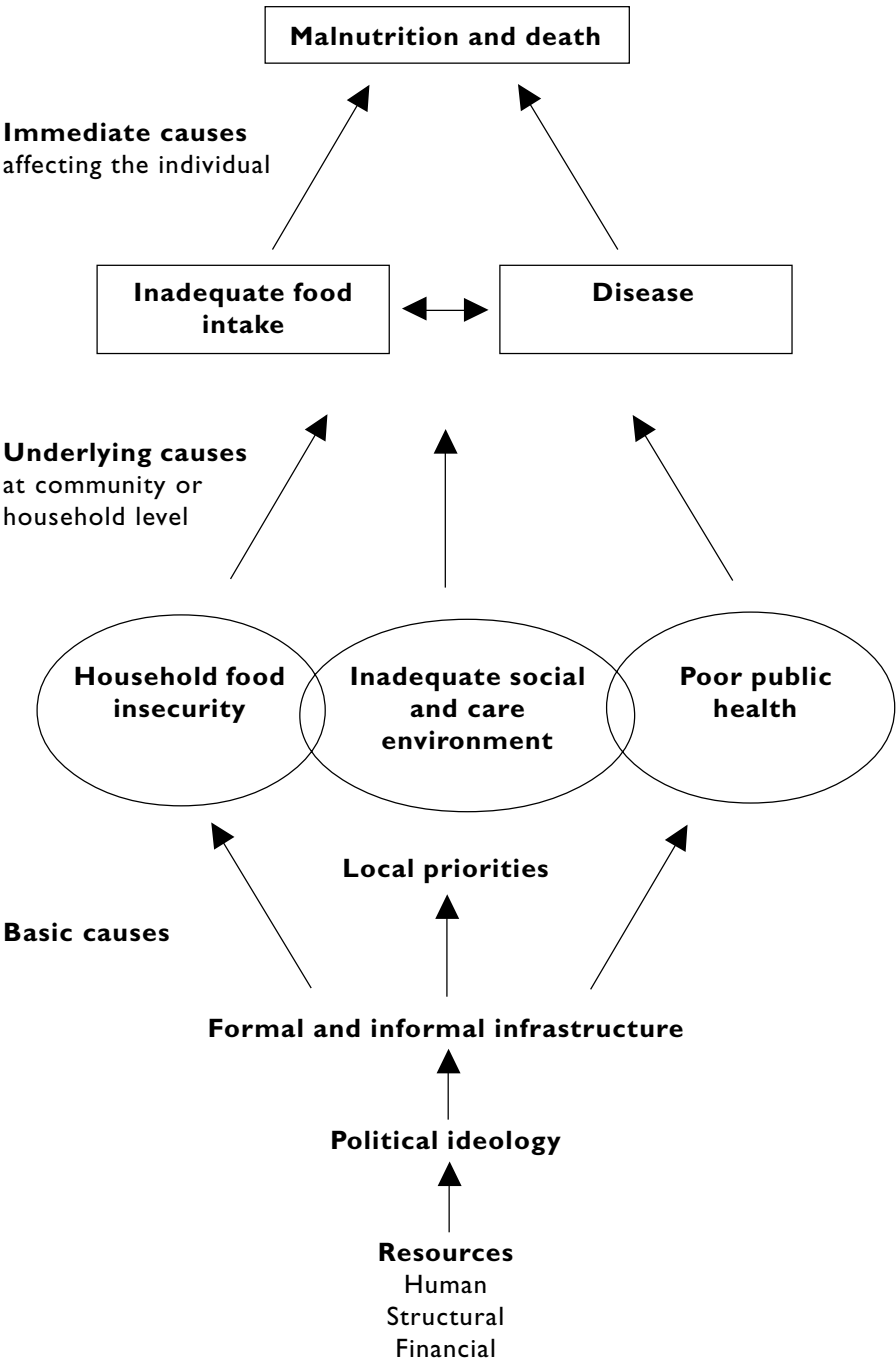 Malnutrition and death
Immediate causes
affecting the individual
Inadequate food
intake
Disease
Underlying causes
at community or
household level
Household food
insecurity
Inadequate social
and care
environment
Poor public
health
Local priorities
Basic causes
Formal and informal infrastructure
Political ideology
Resources
Human
Structural
Financial